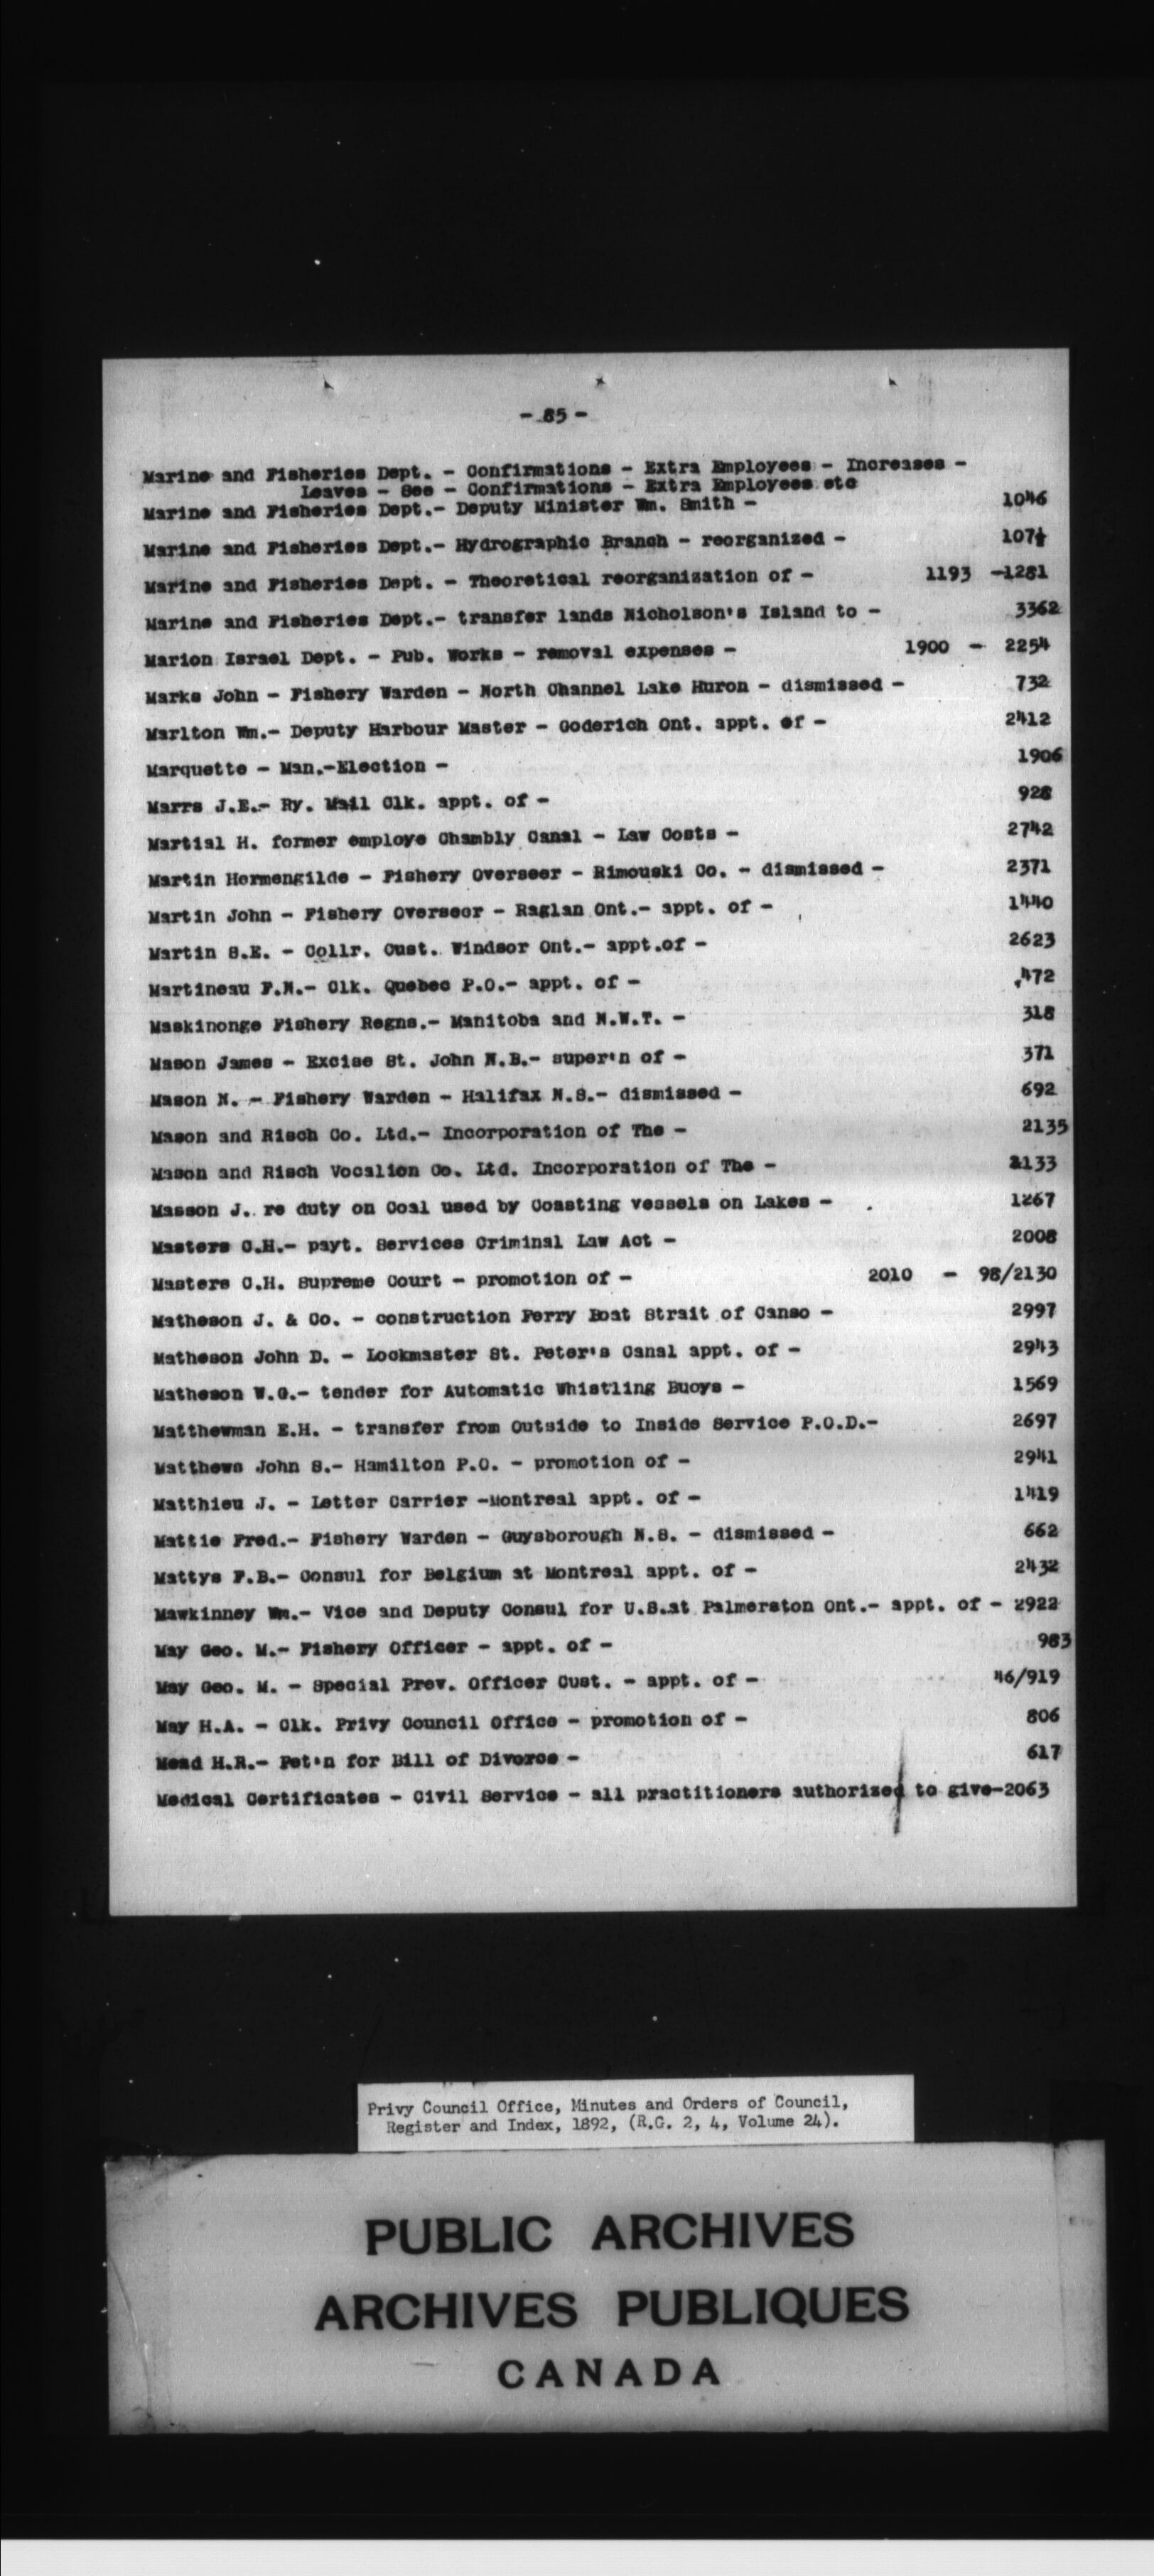 - 85 -
Marine and Fisheries Dept. - Confirmations - Extra Employees - Increases -
Leaves - See - Confirmations - Extra Employees etc
Marine and Fisheries Dept.- Deputy Minister Wm. Smith - 1046
Marine and Fisheries Dept.- Hydrographic Branch - reorganized -
Marine and Fisheries Dept. - Theoretical reorganization of - 1193 -1281
Marine and Fisheries Dept.- transfer lands Nicholson's Island to - 3362
Marion Israel Dept. - Pub. Works - removal expenses - 1900 - 2254
Marks John - Fishery Warden - North Channel Lake Huron - dismissed - 732
Marlton Wm.- Deputy Harbour Master - Goderich Ont. appt. of - 2412
Marquette - Man.-Election - 1906
Marrs J.E.- Ry. Mail Clk. appt. of - 928
Martial H. former employe Chambly Canal - Law Costs - 2742
Martin Hermengilde - Fishery Overseer - Rimouski Co. - dismissed - 2371
Martin John - Fishery Overseer - Raglan Ont.- appt. of - 1440
Martin S.E. - Collr. Cust. Windsor Ont.- appt.of - 2623
Martineau F.N.- Clk. Quebec P.O.- appt. of - 472
Maskinonge Fishery Regns.- Manitoba and N.W.T. - 318
Mason James - Excise St. John N.B.- super'n of - 371
Mason N. - Fishery Warden - Halifax N.S.- dismissed - 692
Mason and Risch Co. Ltd.- Incorporation of The - 2135
Mason and Risch Vocalion Co. Ltd. Incorporation of The - 2133
Masson J. re duty on Coal used by Coasting vessels on Lakes - 1267
Masters C.H.- payt. Services Criminal Law Act - 2008
Masters C.H. Supreme Court - promotion of - 2010 - 98/2130
Matheson J. & Co. - construction Ferry Boat Strait of Canso - 2997
Matheson John D. - Lockmaster St. Peter's Canal appt. of - 2943
Matheson W.G.- tender for Automatic Whistling Buoys - 1569
Matthewman E.H. - transfer from Outside to Inside Service P.O.D.- 2697
Matthews John S.- Hamilton P.O. - promotion of - 2941
Matthieu J. - Letter Carrier -Montreal appt. of - 1419
Mattie Fred.- Fishery Warden - Guysborough N.S. - dismissed - 662
Mattys F.B.- Consul for Belgium at Montreal appt. of - 2432
Mawkinney Wm.- Vice and Deputy Consul for U.S.at Palmerston Ont.- appt. of - 2922
May Geo. M.- Fishery Officer - appt. of - 983
May Geo. M. - Special Prev. Officer Cust. - appt. of - 46/919
May H.A. - Clk. Privy Council Office - promotion of - 806
Mead H.R.- Pet'n for Bill of Divorce - 617
Medical Certificates - Civil Service - all practitioners authorized to give-2063
Privy Council Office, Minutes and Orders of Council,
Register and Index, 1892, (R.G. 2, 4, Volume 24).
PUBLIC ARCHIVES
ARCHIVES PUBLIQUES
CANADA